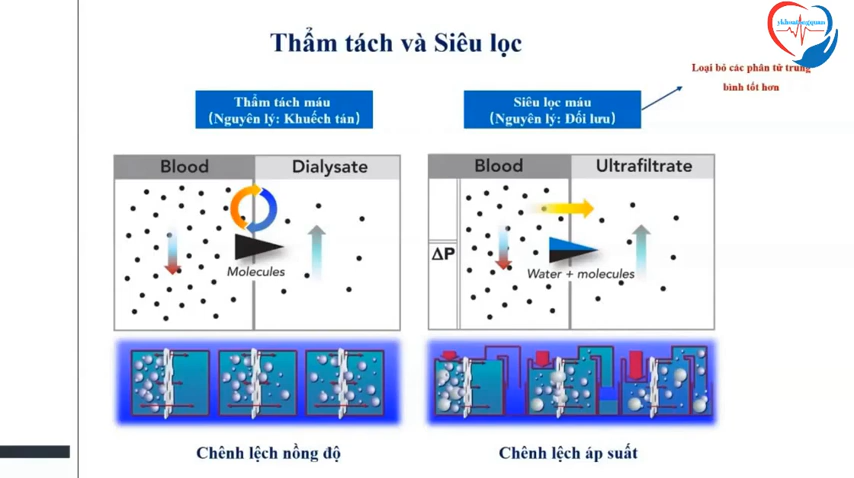 ykhoatongquan
Thẩm tách và Siêu lọc
Loại bỏ các phân tử trung
bình tốt hơn
Thẩm tách máu
(Nguyên lý: Khuếch tán)
Siêu lọc máu
(Nguyên lý: Đối lưu)
Blood
Dialysate
Molecules
Blood
Ultrafiltrate
ΔP
Water + molecules
Chênh lệch nồng độ
Chênh lệch áp suất